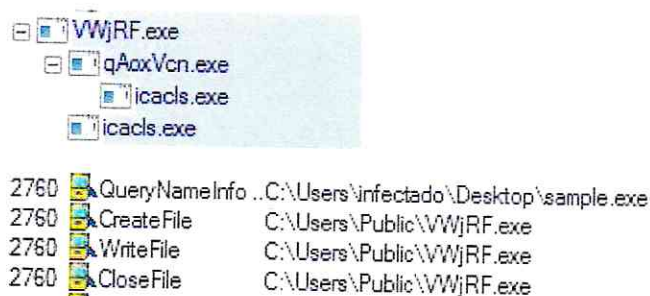 VWjRF.exe
qAoxVcn.exe
icacls.exe
icacls.exe
2760 QueryNameInfo .. C:\Users\infectado\Desktop\sample.exe
2760 CreateFile C:\Users\Public\VWjRF.exe
2760 WriteFile C:\Users\Public\VWjRF.exe
2760 CloseFile C:\Users\Public\VWjRF.exe